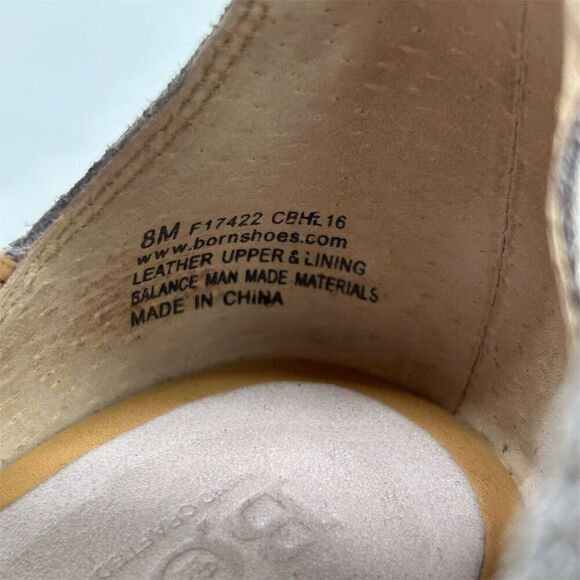 8M F17422 CBHL16
www.bornshoes.com
LEATHER UPPER & LINING
BALANCE MAN MADE MATERIALS
MADE IN CHINA